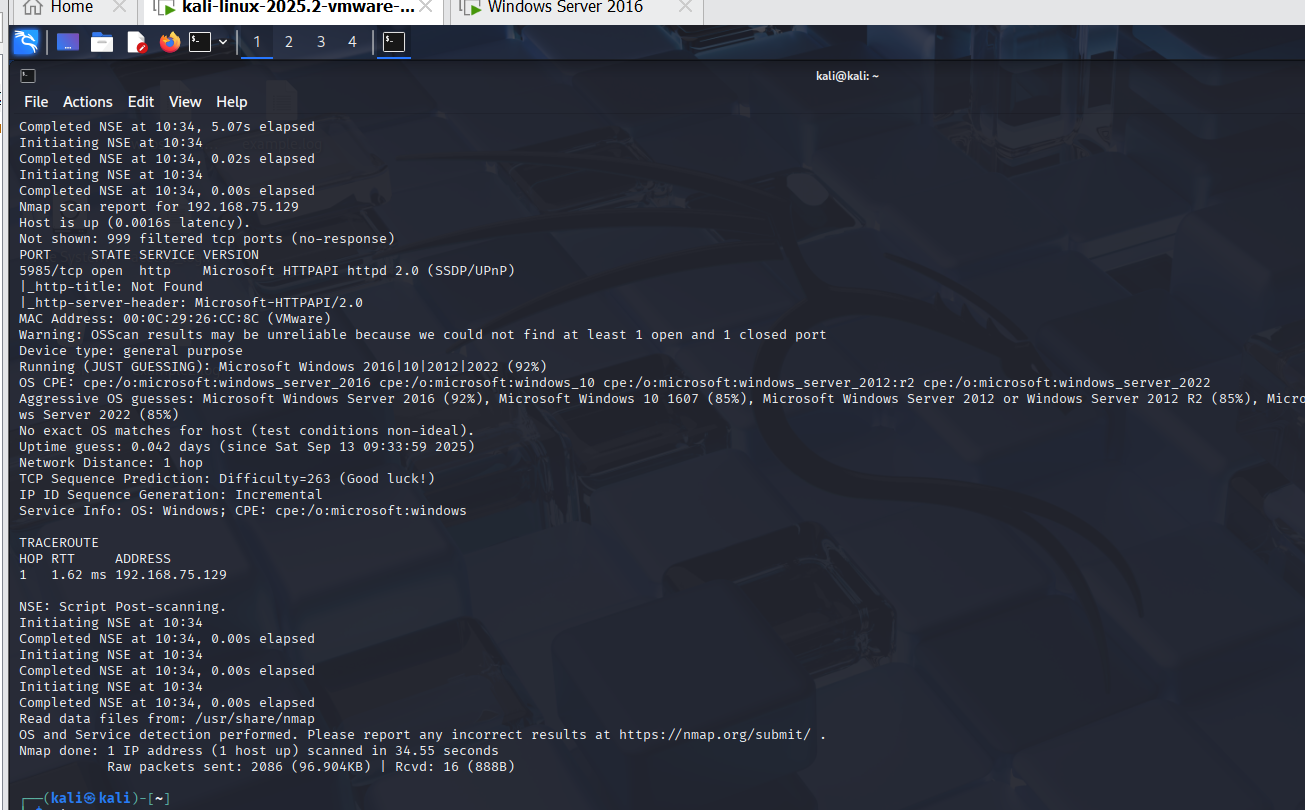 Home
kali-linux-2025.2-vmware-...
Windows Server 2016
1 2 3 4
kali@kali: ~
File Actions Edit View Help
Completed NSE at 10:34, 5.07s elapsed
Initiating NSE at 10:34
Completed NSE at 10:34, 0.02s elapsed
Initiating NSE at 10:34
Completed NSE at 10:34, 0.00s elapsed
Nmap scan report for 192.168.75.129
Host is up (0.0016s latency).
Not shown: 999 filtered tcp ports (no-response)
PORT     STATE SERVICE VERSION
5985/tcp open  http    Microsoft HTTPAPI httpd 2.0 (SSDP/UPnP)
|_http-title: Not Found
|_http-server-header: Microsoft-HTTPAPI/2.0
MAC Address: 00:0C:29:26:CC:8C (VMware)
Warning: OSScan results may be unreliable because we could not find at least 1 open and 1 closed port
Device type: general purpose
Running (JUST GUESSING): Microsoft Windows 2016|10|2012|2022 (92%)
OS CPE: cpe:/o:microsoft:windows_server_2016 cpe:/o:microsoft:windows_10 cpe:/o:microsoft:windows_server_2012:r2 cpe:/o:microsoft:windows_server_2022
Aggressive OS guesses: Microsoft Windows Server 2016 (92%), Microsoft Windows 10 1607 (85%), Microsoft Windows Server 2012 or Windows Server 2012 R2 (85%), Micro
ws Server 2022 (85%)
No exact OS matches for host (test conditions non-ideal).
Uptime guess: 0.042 days (since Sat Sep 13 09:33:59 2025)
Network Distance: 1 hop
TCP Sequence Prediction: Difficulty=263 (Good luck!)
IP ID Sequence Generation: Incremental
Service Info: OS: Windows; CPE: cpe:/o:microsoft:windows
TRACEROUTE
HOP RTT     ADDRESS
1   1.62 ms 192.168.75.129
NSE: Script Post-scanning.
Initiating NSE at 10:34
Completed NSE at 10:34, 0.00s elapsed
Initiating NSE at 10:34
Completed NSE at 10:34, 0.00s elapsed
Initiating NSE at 10:34
Completed NSE at 10:34, 0.00s elapsed
Read data files from: /usr/share/nmap
OS and Service detection performed. Please report any incorrect results at https://nmap.org/submit/ .
Nmap done: 1 IP address (1 host up) scanned in 34.55 seconds
Raw packets sent: 2086 (96.904KB) | Rcvd: 16 (888B)
┌──(kali㉿kali)-[~]